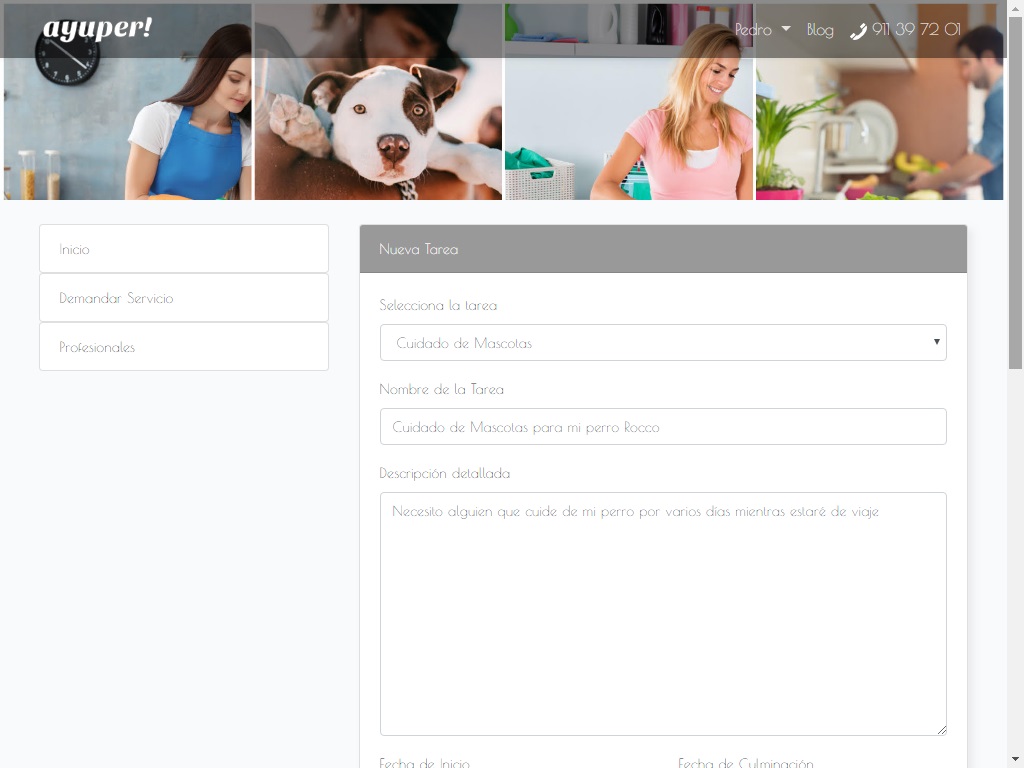 ayuper!
Pedro Blog 911 39 72 01
Inicio
Demandar Servicio
Profesionales
Nueva Tarea
Selecciona la tarea
Cuidado de Mascotas
Nombre de la Tarea
Cuidado de Mascotas para mi perro Rocco
Descripción detallada
Necesito alguien que cuide de mi perro por varios días mientras estaré de viaje
Fecha de Inicio
Fecha de Culminación